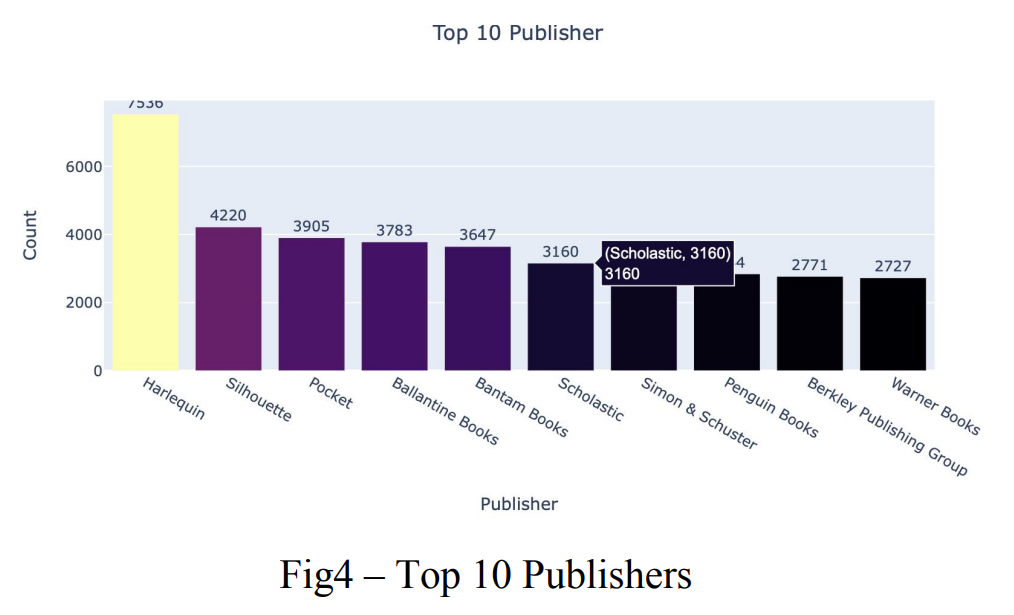 Top 10 Publisher
Count
6000
4000
2000
0
7536
4220
3905
3783
3647
3160
(Scholastic, 3160)
3160
4
2771
2727
Harlequin
Silhouette
Pocket
Ballantine Books
Bantam Books
Scholastic
Simon & Schuster
Penguin Books
Berkley Publishing Group
Warner Books
Publisher
Fig4 – Top 10 Publishers